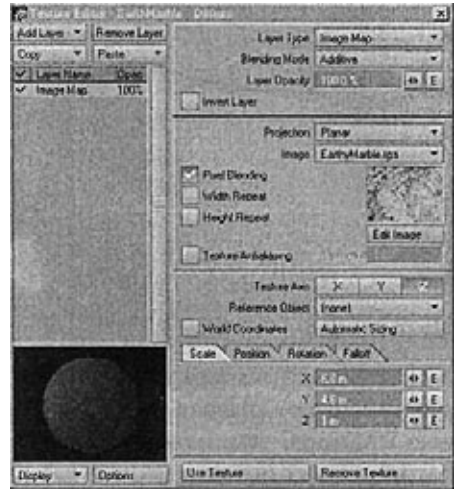 Texture Editor
Add Layer Remove Layer
Copy Paste
Layer Name Opac
Image Map 100%
Display Options
Layer Type Image Map
Blending Mode Additive
Layer Opacity 100.0% E
Invert Layer
Projection Planar
Image EarthyMarble.ips
Pixel Blending
Width Repeat
Height Repeat
Edit Image
Texture Antialiasing
Texture Axis X Y Z
Reference Object (none)
World Coordinates Automatic Sizing
Scale Position Rotation Falloff
X E
Y E
Z 1 m E
Use Texture Remove Texture